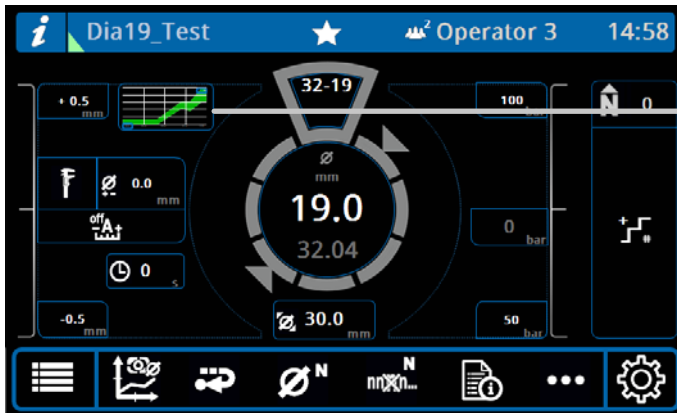 i Dia19_Test Operator 3 14:58
+ 0.5 mm
32-19
100 bar
N 0
Ø mm
19.0
32.04
Ø +- 0.0 mm
off -A+
0 s
0 bar
+ #
-0.5 mm
Ø 30.0 mm
50 bar
Ø N
nnXn... N
i